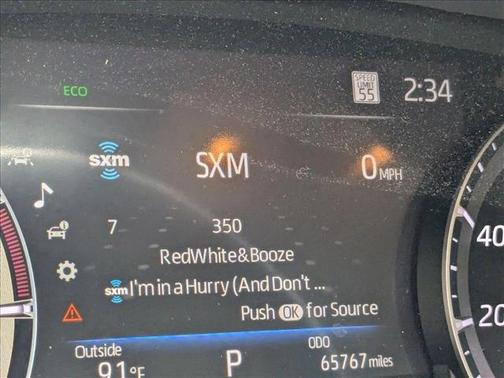 ECO
SPEED
LIMIT
55
2:34
sxm
SXM
0 MPH
7
350
RedWhite&Booze
sxm I'm in a Hurry (And Don't ...
Push OK for Source
40
20
Outside
91°F
P
ODO
65767 miles